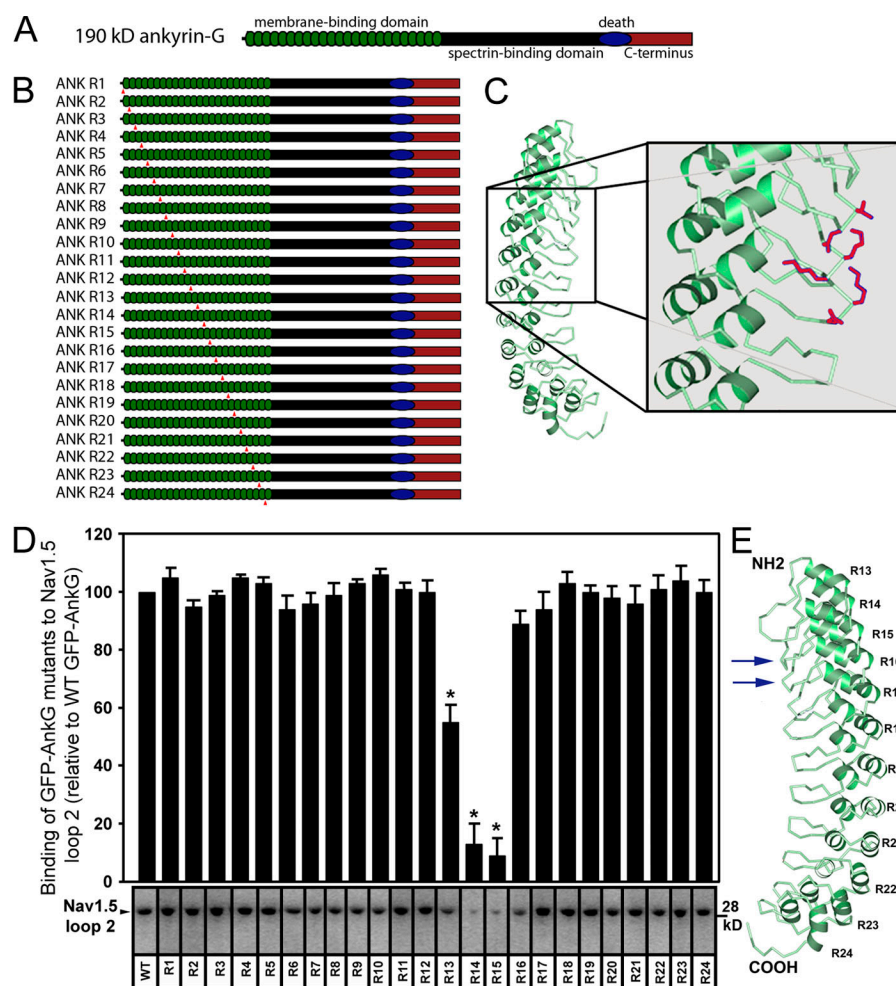 A
190 kD ankyrin-G
membrane-binding domain
death
spectrin-binding domain
C-terminus
B
ANK R1
ANK R2
ANK R3
ANK R4
ANK R5
ANK R6
ANK R7
ANK R8
ANK R9
ANK R10
ANK R11
ANK R12
ANK R13
ANK R14
ANK R15
ANK R16
ANK R17
ANK R18
ANK R19
ANK R20
ANK R21
ANK R22
ANK R23
ANK R24
C
D
Binding of GFP-AnkG mutants to Nav1.5
loop 2 (relative to WT GFP-AnkG)
120
100
80
60
40
20
0
*
*
*
Nav1.5
loop 2
28
kD
WT R1 R2 R3 R4 R5 R6 R7 R8 R9 R10 R11 R12 R13 R14 R15 R16 R17 R18 R19 R20 R21 R22 R23 R24
E
NH2
R13
R14
R15
R22
R23
R24
COOH